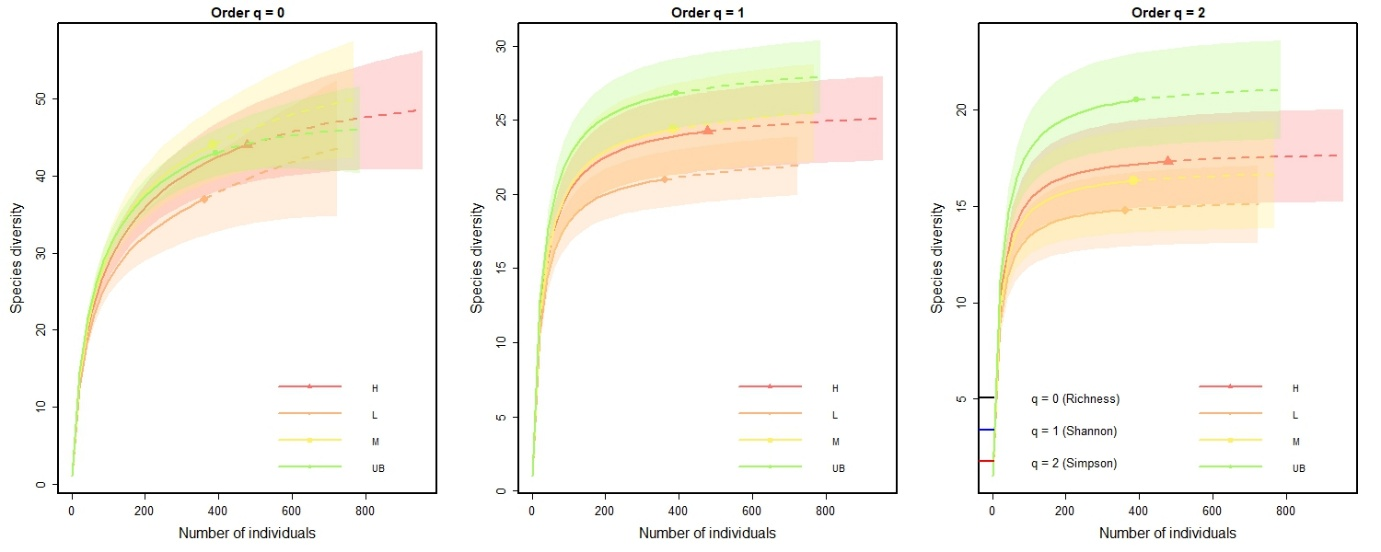 Order q = 0
Species diversity
50
40
30
20
10
0
H
L
M
UB
0 200 400 600 800
Number of individuals
Order q = 1
Species diversity
30
25
20
15
10
5
0
H
L
M
UB
0 200 400 600 800
Number of individuals
Order q = 2
Species diversity
20
15
10
5
q = 0 (Richness)
q = 1 (Shannon)
q = 2 (Simpson)
H
L
M
UB
0 200 400 600 800
Number of individuals